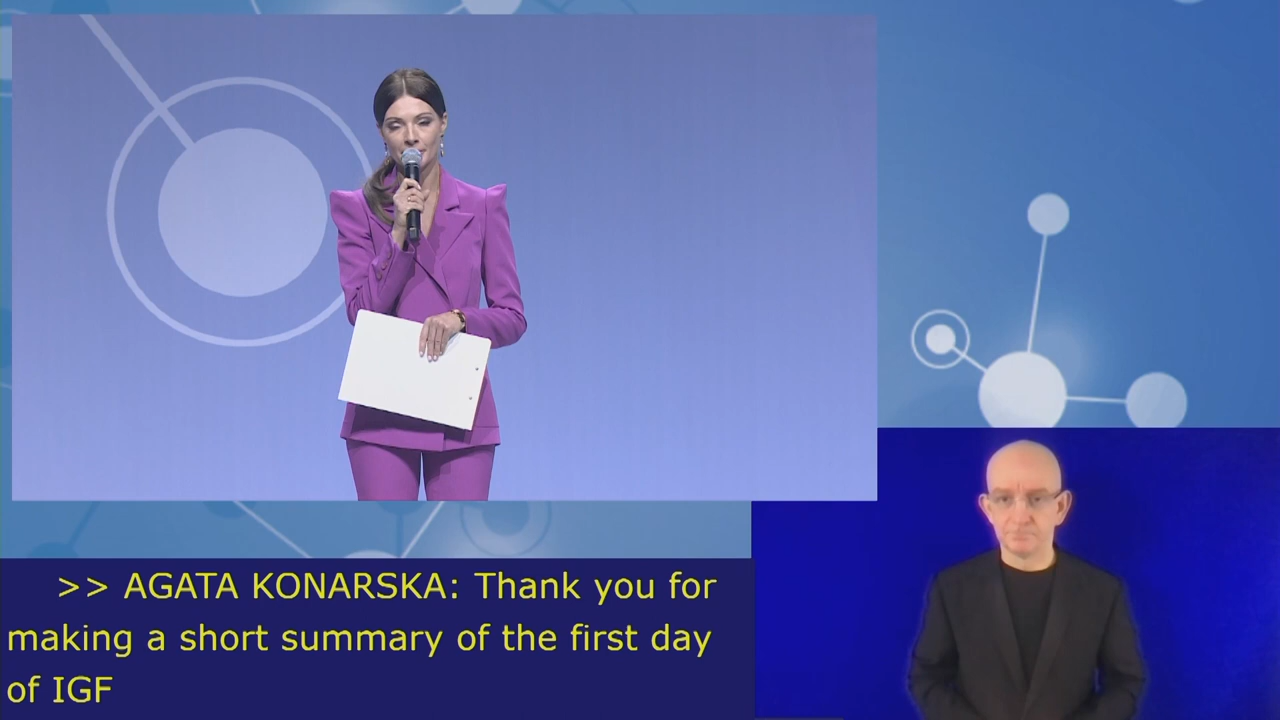 >> AGATA KONARSKA: Thank you for
making a short summary of the first day
of IGF